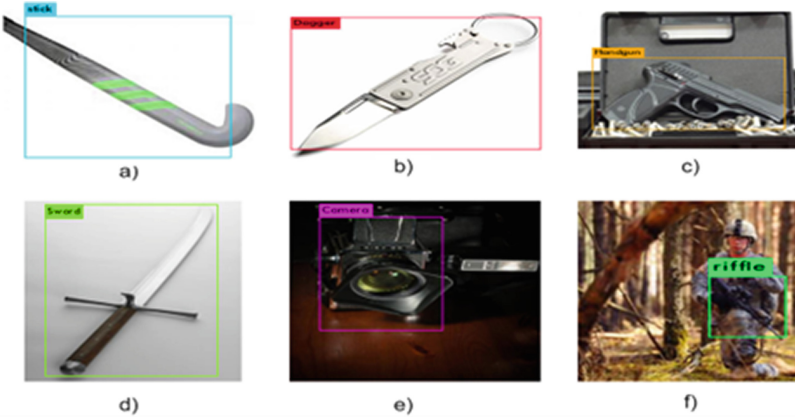 stick
Dagger
Handgun
a)
b)
c)
Sword
Camera
riffle
d)
e)
f)